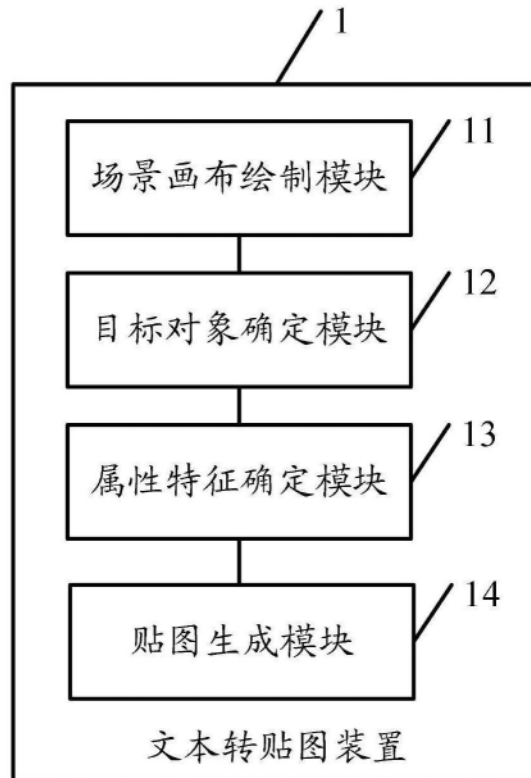 1
11
场景画布绘制模块
12
目标对象确定模块
13
属性特征确定模块
14
贴图生成模块
文本转贴图装置